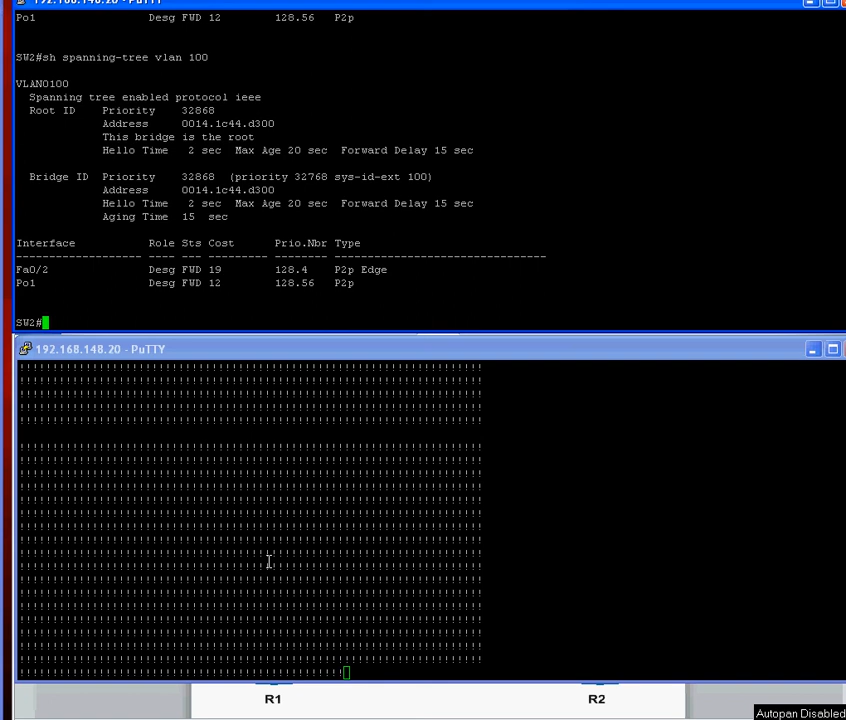 192.168.148.20 - PuTTY
Po1 Desg FWD 12 128.56 P2p
SW2#sh spanning-tree vlan 100
VLAN0100
Spanning tree enabled protocol ieee
Root ID Priority 32868
Address 0014.1c44.d300
This bridge is the root
Hello Time 2 sec Max Age 20 sec Forward Delay 15 sec
Bridge ID Priority 32868 (priority 32768 sys-id-ext 100)
Address 0014.1c44.d300
Hello Time 2 sec Max Age 20 sec Forward Delay 15 sec
Aging Time 15 sec
Interface Role Sts Cost Prio.Nbr Type
------------------- ---- --- --------- -------- --------------------------------
Fa0/2 Desg FWD 19 128.4 P2p Edge
Po1 Desg FWD 12 128.56 P2p
SW2#
192.168.148.20 - PuTTY
R1 R2
Autopan Disabled